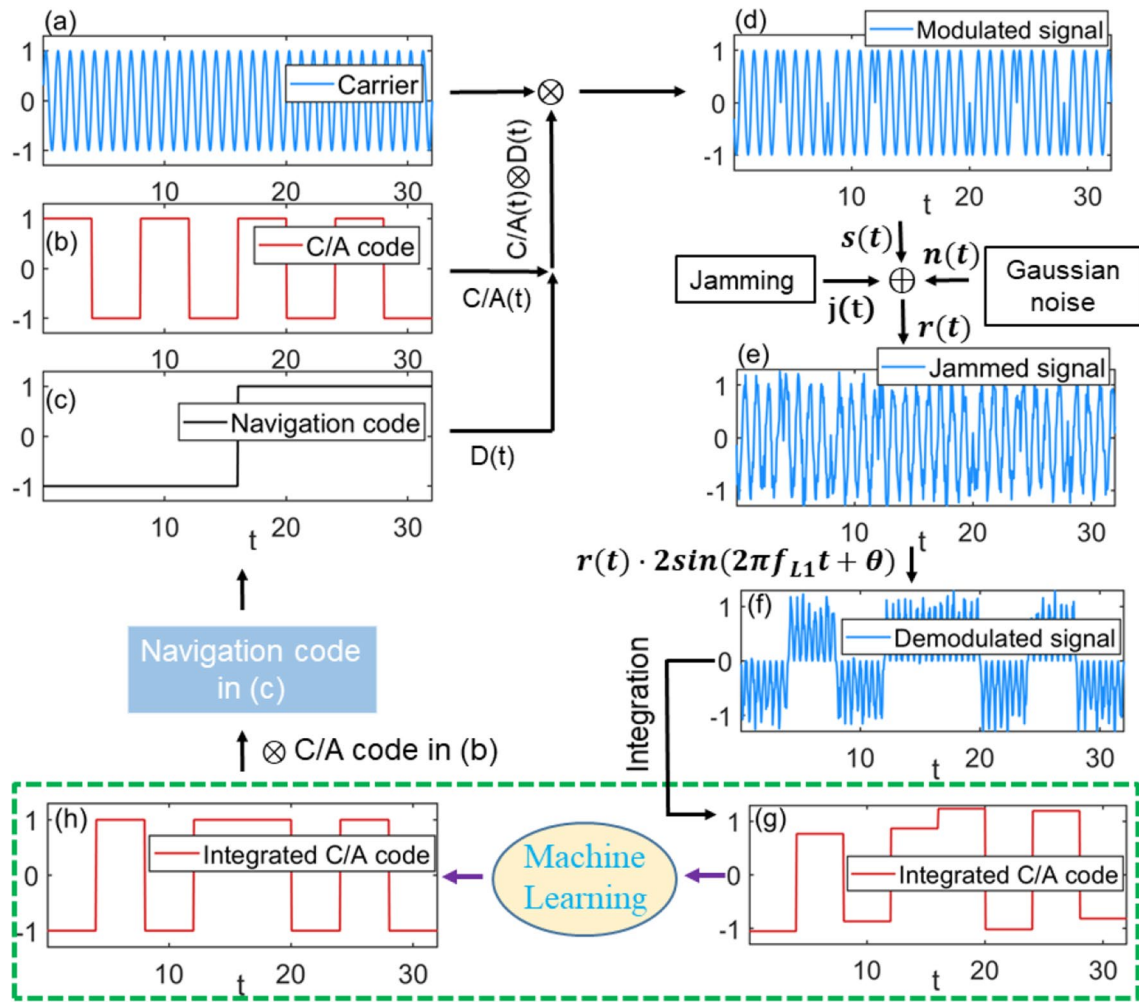 (a)
1
0
-1
Carrier
10 20 30
(b)
1
0
-1
C/A code
10 20 30
C/A(t)
C/A(t)⊗D(t)
⊗
(c)
1
0
-1
Navigation code
10 20 30
t
D(t)
(d)
1
0
-1
Modulated signal
10 20 30
t
s(t)
Jamming
j(t)
⊕
n(t)
Gaussian
noise
r(t)
(e)
1
0
-1
Jammed signal
10 20 30
t
r(t) · 2sin(2πf_{L1}t + θ)
(f)
1
0
-1
Demodulated signal
10 20 30
t
Integration
(g)
1
0
-1
Integrated C/A code
10 20 30
t
Machine
Learning
(h)
1
0
-1
Integrated C/A code
10 20 30
t
⊗ C/A code in (b)
Navigation code
in (c)